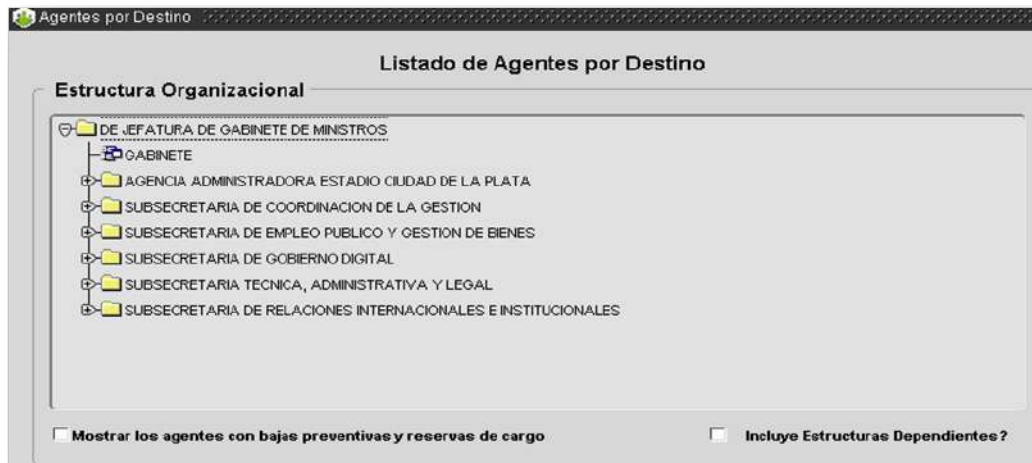 Agentes por Destino
Listado de Agentes por Destino
Estructura Organizacional
DE JEFATURA DE GABINETE DE MINISTROS
GABINETE
AGENCIA ADMINISTRADORA ESTADIO CIUDAD DE LA PLATA
SUBSECRETARIA DE COORDINACION DE LA GESTION
SUBSECRETARIA DE EMPLEO PUBLICO Y GESTION DE BIENES
SUBSECRETARIA DE GOBIERNO DIGITAL
SUBSECRETARIA TECNICA, ADMINISTRATIVA Y LEGAL
SUBSECRETARIA DE RELACIONES INTERNACIONALES E INSTITUCIONALES
Mostrar los agentes con bajas preventivas y reservas de cargo Incluye Estructuras Dependientes?